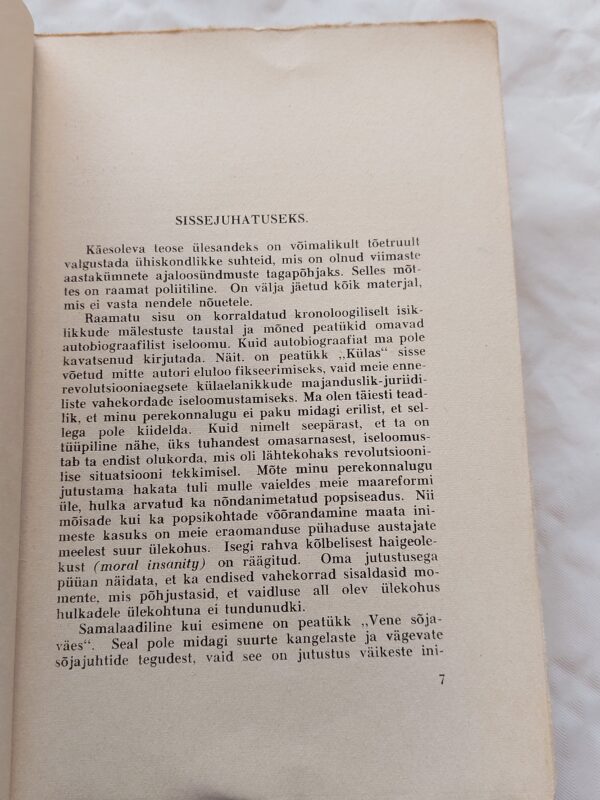 SISSEJUHATUSEKS.
Käesoleva teose ülesandeks on võimalikult tõetruult
valgustada ühiskondlikke suhteid, mis on olnud viimaste
aastakümnete ajaloosündmuste tagapõhjaks. Selles mõt-
tes on raamat poliitiline. On välja jäetud kõik materjal,
mis ei vasta nendele nõuetele.
Raamatu sisu on korraldatud kronoloogiliselt isik-
likkude mälestuste taustal ja mõned peatükid omavad
autobiograafilist iseloomu. Kuid autobiograafiat ma pole
kavatsenud kirjutada. Näit. on peatükk „Külas“ sisse
võetud mitte autori eluloo fikseerimiseks, vaid meie enne-
revolutsiooniaegsete külaelanikkude majanduslik-juriidi-
liste vahekordade iseloomustamiseks. Ma olen täiesti tead-
lik, et minu perekonnalugu ei paku midagi erilist, et sel-
lega pole kiidelda. Kuid nimelt seepärast, et ta on
tüüpiline nähe, üks tuhandest omasarnasest, iseloomus-
tab ta endist olukorda, mis oli lähtekohaks revolutsiooni-
lise situatsiooni tekkimisel. Mõte minu perekonnalugu
jutustama hakata tuli mulle vaieldes meie maareformi
üle, hulka arvatud ka nõndanimetatud popsiseadus. Nii
mõisade kui ka popsikohtade võõrandamine maata ini-
meste kasuks on meie eraomanduse pühaduse austajate
meelest suur ülekohus. Isegi rahva kõlbelisest haigeole-
kust (moral insanity) on räägitud. Oma jutustusega
püüan näidata, et ka endised vahekorrad sisaldasid mo-
mente, mis põhjustasid, et vaidluse all olev ülekohus
hulkadele ülekohtuna ei tundunudki.
Samalaadiline kui esimene on peatükk „Vene sõja-
väes“. Seal pole midagi suurte kangelaste ja vägevate
sõjajuhtide tegudest, vaid see on jutustus väikeste ini-
7